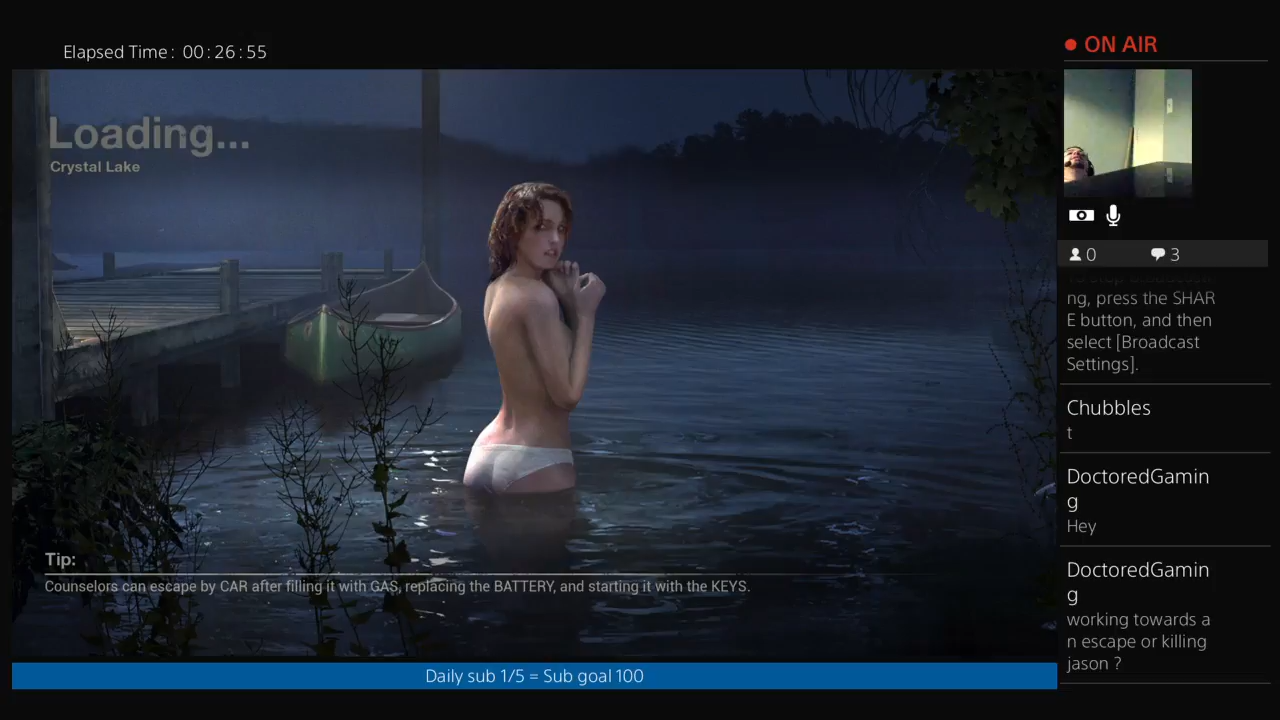 Elapsed Time: 00:26:55
ON AIR
Loading...
Crystal Lake
0
3
ng, press the SHAR
E button, and then
select [Broadcast
Settings].
Chubbles
t
DoctoredGamin
g
Hey
DoctoredGamin
g
working towards a
n escape or killing
jason ?
Tip:
Counselors can escape by CAR after filling it with GAS, replacing the BATTERY, and starting it with the KEYS.
Daily sub 1/5 = Sub goal 100